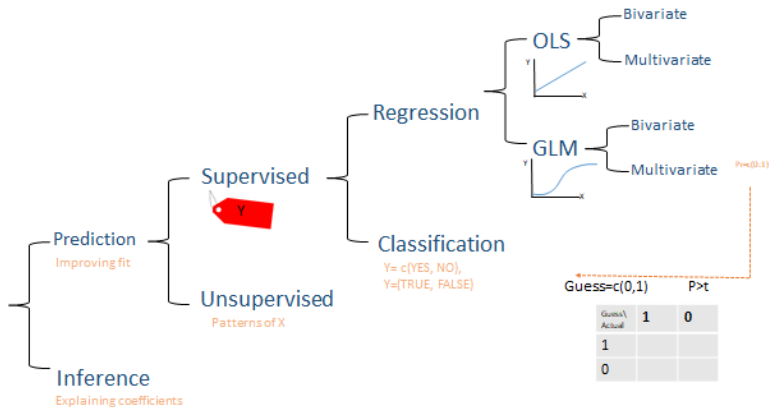 Bivariate
OLS
Y
Multivariate
X
Regression
Bivariate
GLM
Y
Multivariate
Pr=c(0:1)
X
Supervised
Y
Prediction
Improving fit
Classification
Y= c(YES, NO),
Y=(TRUE, FALSE)
Unsupervised
Patterns of X
Guess=c(0,1) P>t
Guess\ Actual 1 0
1
0
Inference
Explaining coefficients